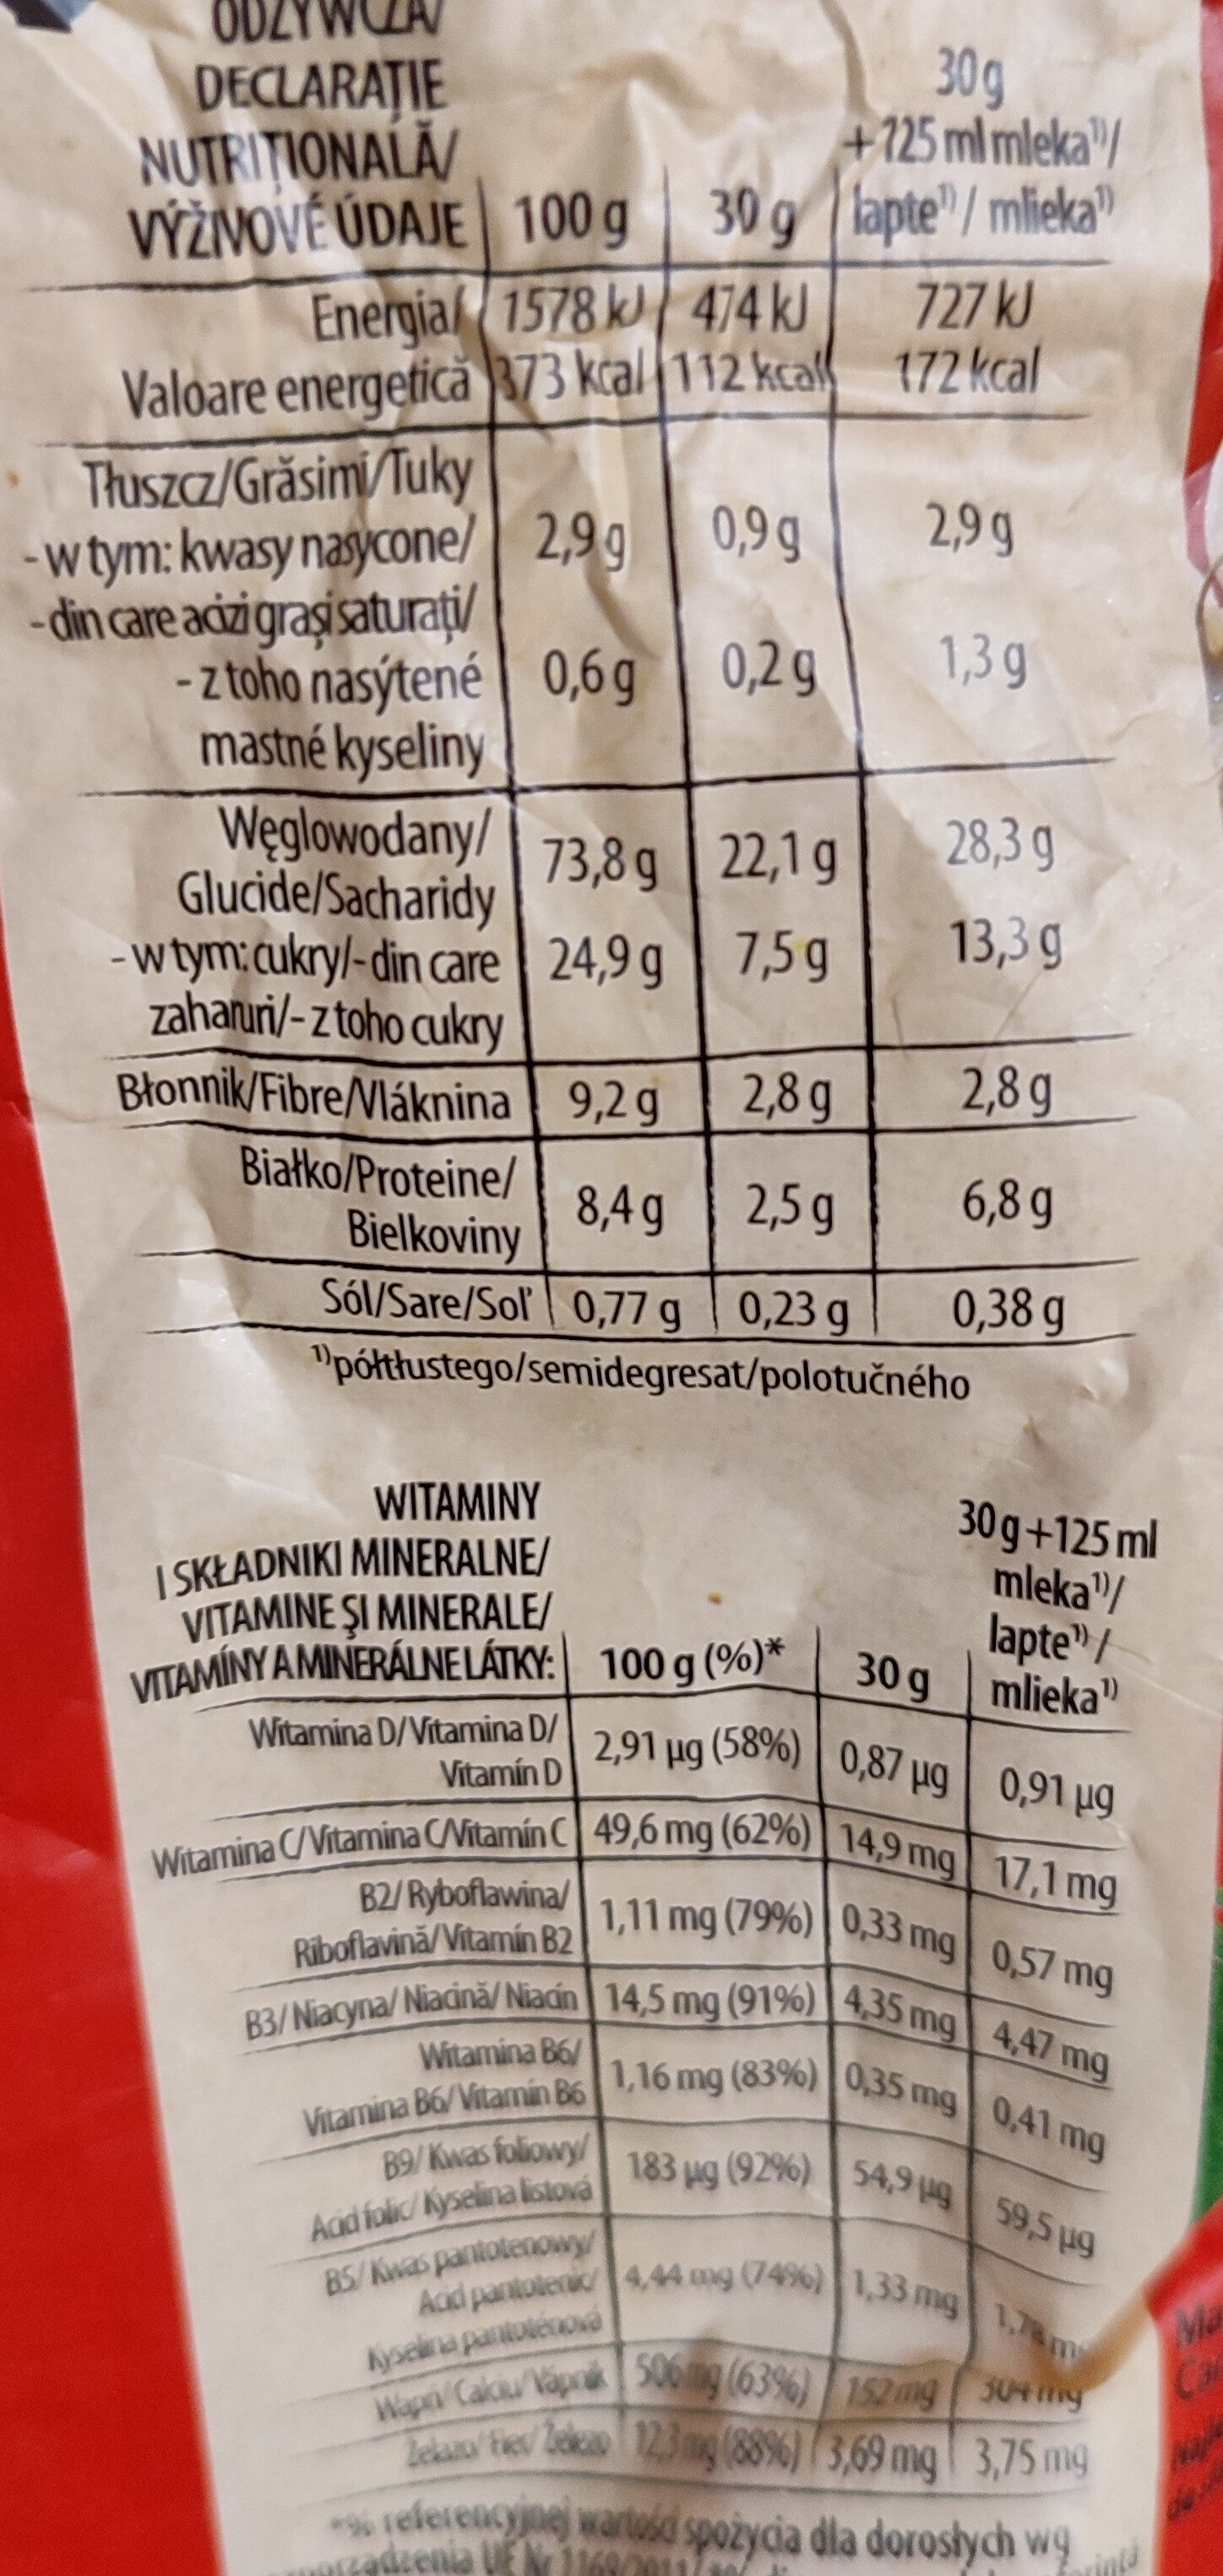 ODŻYWCZA/
DECLARAȚIE
NUTRIȚIONALĂ/
VÝŽIVOVÉ ÚDAJE 100 g 30 g 30 g + 125 ml mleka¹⁾/ lapte¹⁾ / mlieka¹⁾
Energia/ 1578 kJ 474 kJ 727 kJ
Valoare energetică 373 kcal 112 kcal 172 kcal
Tłuszcz/Grăsimi/Tuky 2,9 g 0,9 g 2,9 g
- w tym: kwasy nasycone/
- din care acizi grași saturați/
- z toho nasýtené 0,6 g 0,2 g 1,3 g
mastné kyseliny
Węglowodany/
Glucide/Sacharidy 73,8 g 22,1 g 28,3 g
- w tym: cukry/- din care 24,9 g 7,5 g 13,3 g
zaharuri/- z toho cukry
Błonnik/Fibre/Vláknina 9,2 g 2,8 g 2,8 g
Białko/Proteine/
Bielkoviny 8,4 g 2,5 g 6,8 g
Sól/Sare/Soľ 0,77 g 0,23 g 0,38 g
¹⁾półtłustego/semidegresat/polotučného
WITAMINY
I SKŁADNIKI MINERALNE/
VITAMINE ȘI MINERALE/
VITAMÍNY A MINERÁLNE LÁTKY: 100 g (%)* 30 g 30 g + 125 ml mleka¹⁾/ lapte¹⁾ / mlieka¹⁾
Witamina D/ Vitamina D/
Vitamín D 2,91 µg (58%) 0,87 µg 0,91 µg
Witamina C/ Vitamina C/Vitamín C 49,6 mg (62%) 14,9 mg 17,1 mg
B2/ Ryboflawina/
Riboflavină/ Vitamín B2 1,11 mg (79%) 0,33 mg 0,57 mg
B3/ Niacyna/ Niacină/ Niacín 14,5 mg (91%) 4,35 mg 4,47 mg
Witamina B6/
Vitamina B6/ Vitamín B6 1,16 mg (83%) 0,35 mg 0,41 mg
B9/ Kwas foliowy/
Acid folic/ Kyselina listová 183 µg (92%) 54,9 µg 59,5 µg
B5/ Kwas pantotenowy/
Acid pantotenic/ 4,44 mg (74%) 1,33 mg 1,78 mg
Kyselina pantoténová
Wapń/ Calciu/ Vápnik 506 mg (63%) 152 mg 304 mg
Żelazo/ Fier/ Železo 12,3 mg (88%) 3,69 mg 3,75 mg
*% referencyjnej wartości spożycia dla dorosłych wg
UE Nr 1169/2011/